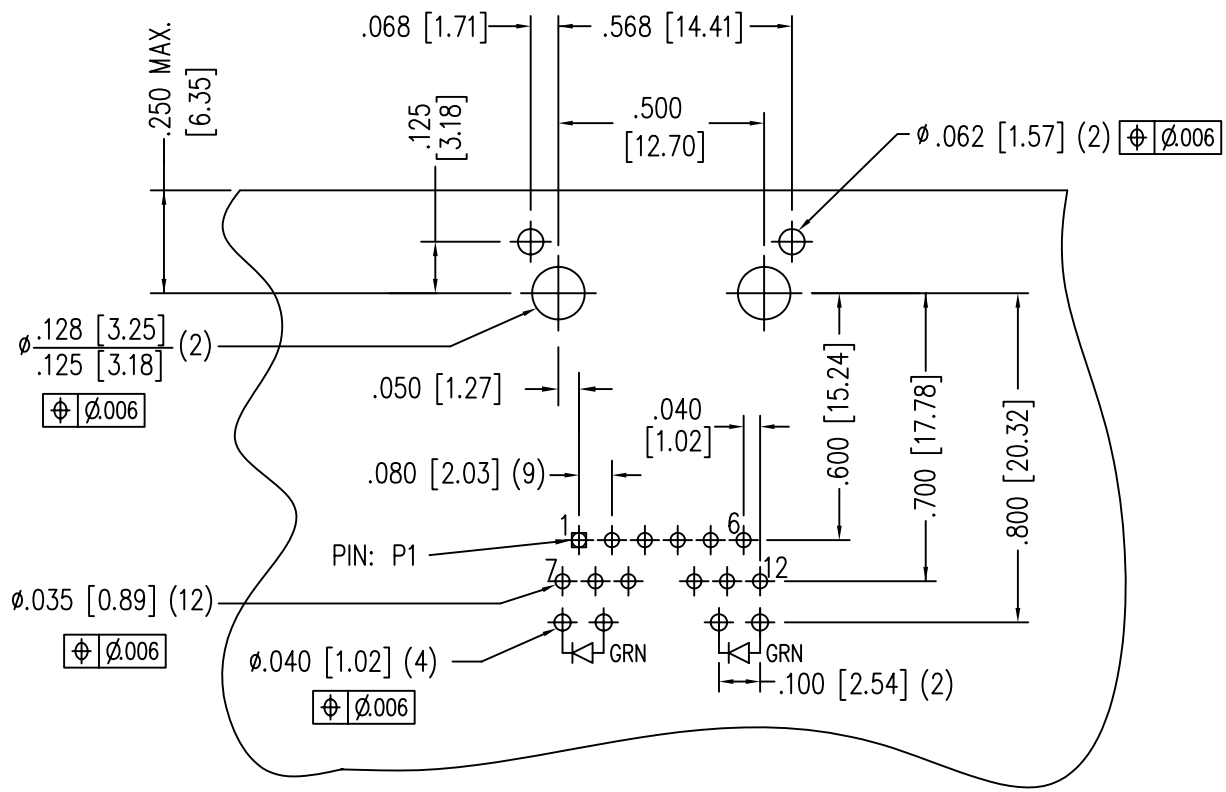 .068 [1.71]
.568 [14.41]
.250 MAX.
[6.35]
.125
[3.18]
.500
[12.70]
⌀.062 [1.57] (2) ⌖ ⌀.006
⌀ .128 [3.25]
.125 [3.18] (2)
⌖ ⌀.006
.050 [1.27]
.040
[1.02]
.600 [15.24]
.700 [17.78]
.800 [20.32]
.080 [2.03] (9)
1
6
PIN: P1
7
12
⌀.035 [0.89] (12)
⌖ ⌀.006
GRN
GRN
⌀.040 [1.02] (4)
⌖ ⌀.006
.100 [2.54] (2)